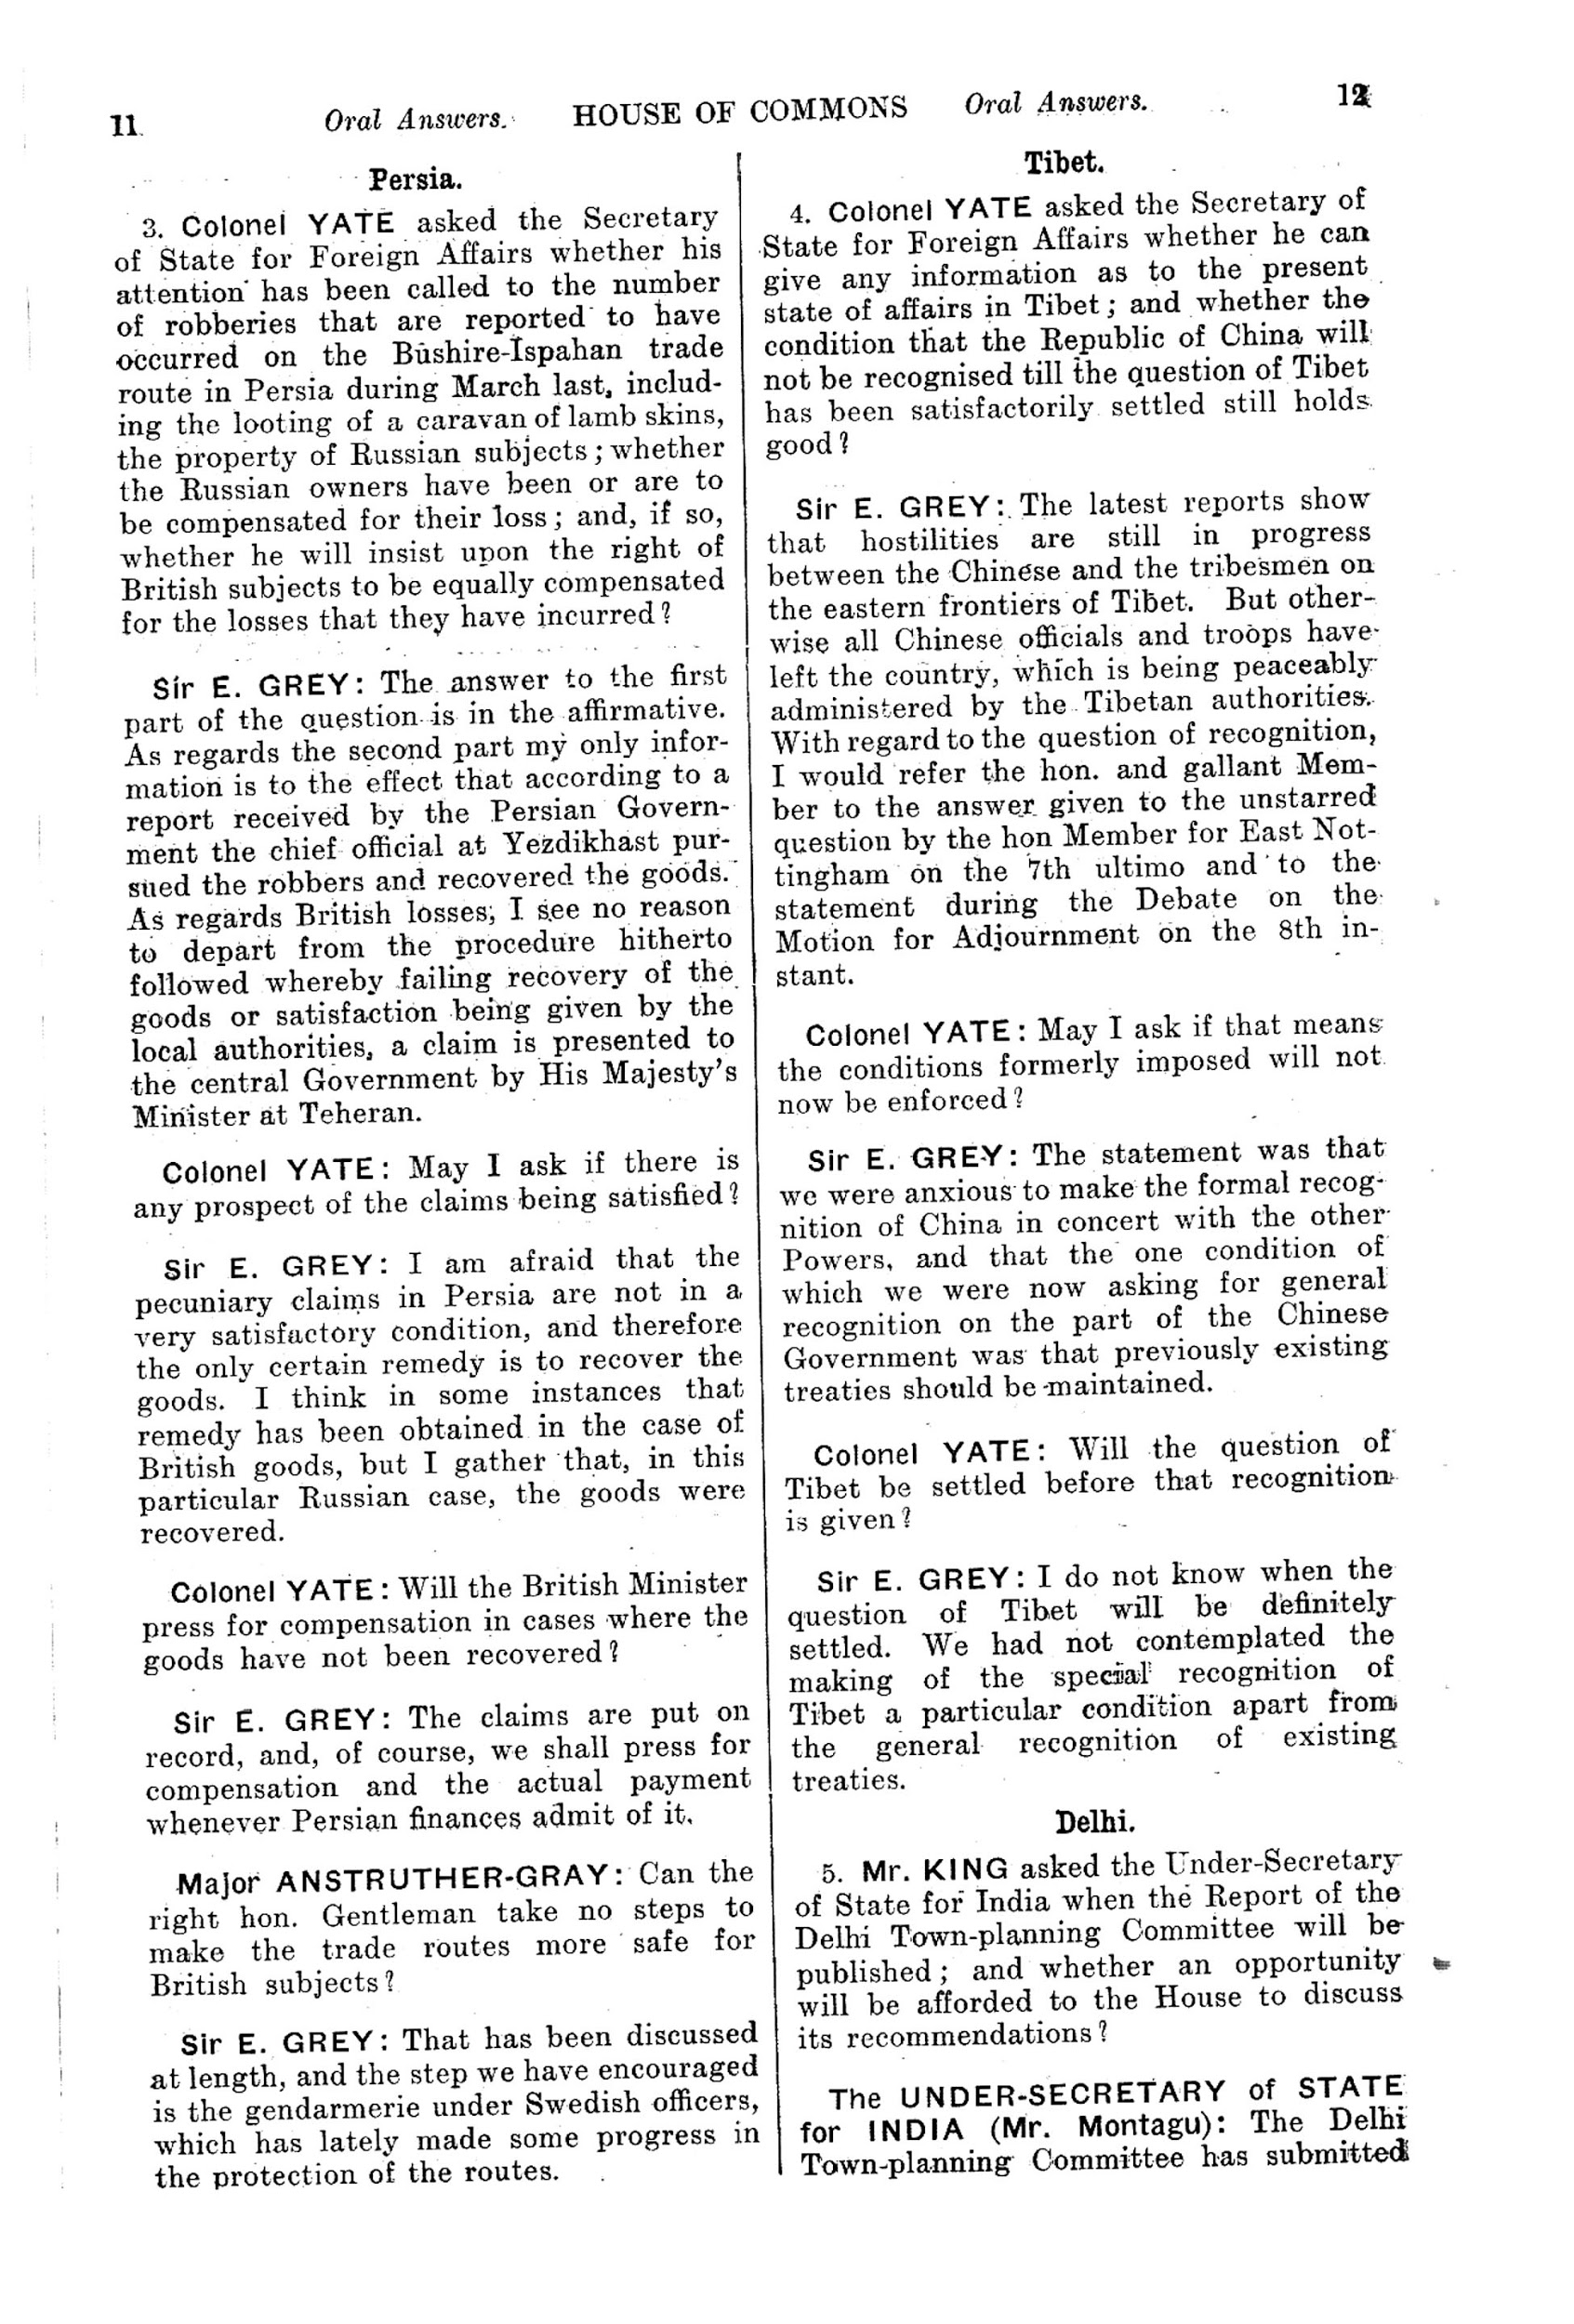 11
Oral Answers.
HOUSE OF COMMONS
Oral Answers.
12
Persia.
3. Colonel YATE asked the Secretary
of State for Foreign Affairs whether his
attention has been called to the number
of robberies that are reported to have
occurred on the Bushire-Ispahan trade
route in Persia during March last, includ-
ing the looting of a caravan of lamb skins,
the property of Russian subjects; whether
the Russian owners have been or are to
be compensated for their loss; and, if so,
whether he will insist upon the right of
British subjects to be equally compensated
for the losses that they have incurred?
Sir E. GREY: The answer to the first
part of the question is in the affirmative.
As regards the second part my only infor-
mation is to the effect that according to a
report received by the Persian Govern-
ment the chief official at Yezdikhast pur-
sued the robbers and recovered the goods.
As regards British losses, I see no reason
to depart from the procedure hitherto
followed whereby failing recovery of the
goods or satisfaction being given by the
local authorities, a claim is presented to
the central Government by His Majesty's
Minister at Teheran.
Colonel YATE: May I ask if there is
any prospect of the claims being satisfied?
Sir E. GREY: I am afraid that the
pecuniary claims in Persia are not in a
very satisfactory condition, and therefore
the only certain remedy is to recover the
goods. I think in some instances that
remedy has been obtained in the case of
British goods, but I gather that, in this
particular Russian case, the goods were
recovered.
Colonel YATE: Will the British Minister
press for compensation in cases where the
goods have not been recovered?
Sir E. GREY: The claims are put on
record, and, of course, we shall press for
compensation and the actual payment
whenever Persian finances admit of it.
Major ANSTRUTHER-GRAY: Can the
right hon. Gentleman take no steps to
make the trade routes more safe for
British subjects?
Sir E. GREY: That has been discussed
at length, and the step we have encouraged
is the gendarmerie under Swedish officers,
which has lately made some progress in
the protection of the routes.
Tibet.
4. Colonel YATE asked the Secretary of
State for Foreign Affairs whether he can
give any information as to the present
state of affairs in Tibet; and whether the
condition that the Republic of China will
not be recognised till the question of Tibet
has been satisfactorily settled still holds
good?
Sir E. GREY: The latest reports show
that hostilities are still in progress
between the Chinese and the tribesmen on
the eastern frontiers of Tibet. But other-
wise all Chinese officials and troops have
left the country, which is being peaceably
administered by the Tibetan authorities.
With regard to the question of recognition,
I would refer the hon. and gallant Mem-
ber to the answer given to the unstarred
question by the hon Member for East Not-
tingham on the 7th ultimo and to the
statement during the Debate on the
Motion for Adjournment on the 8th in-
stant.
Colonel YATE: May I ask if that means
the conditions formerly imposed will not
now be enforced?
Sir E. GREY: The statement was that
we were anxious to make the formal recog-
nition of China in concert with the other
Powers, and that the one condition of
which we were now asking for general
recognition on the part of the Chinese
Government was that previously existing
treaties should be maintained.
Colonel YATE: Will the question of
Tibet be settled before that recognition
is given?
Sir E. GREY: I do not know when the
question of Tibet will be definitely
settled. We had not contemplated the
making of the special recognition of
Tibet a particular condition apart from
the general recognition of existing
treaties.
Delhi.
5. Mr. KING asked the Under-Secretary
of State for India when the Report of the
Delhi Town-planning Committee will be
published; and whether an opportunity
will be afforded to the House to discuss
its recommendations?
The UNDER-SECRETARY of STATE
for INDIA (Mr. Montagu): The Delhi
Town-planning Committee has submitted